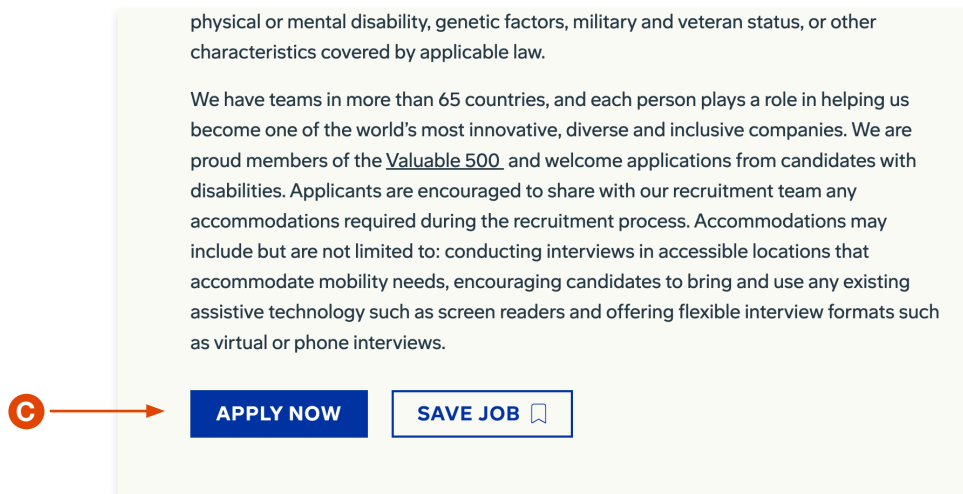 physical or mental disability, genetic factors, military and veteran status, or other
characteristics covered by applicable law.
We have teams in more than 65 countries, and each person plays a role in helping us
become one of the world's most innovative, diverse and inclusive companies. We are
proud members of the Valuable 500 and welcome applications from candidates with
disabilities. Applicants are encouraged to share with our recruitment team any
accommodations required during the recruitment process. Accommodations may
include but are not limited to: conducting interviews in accessible locations that
accommodate mobility needs, encouraging candidates to bring and use any existing
assistive technology such as screen readers and offering flexible interview formats such
as virtual or phone interviews.
C
APPLY NOW
SAVE JOB